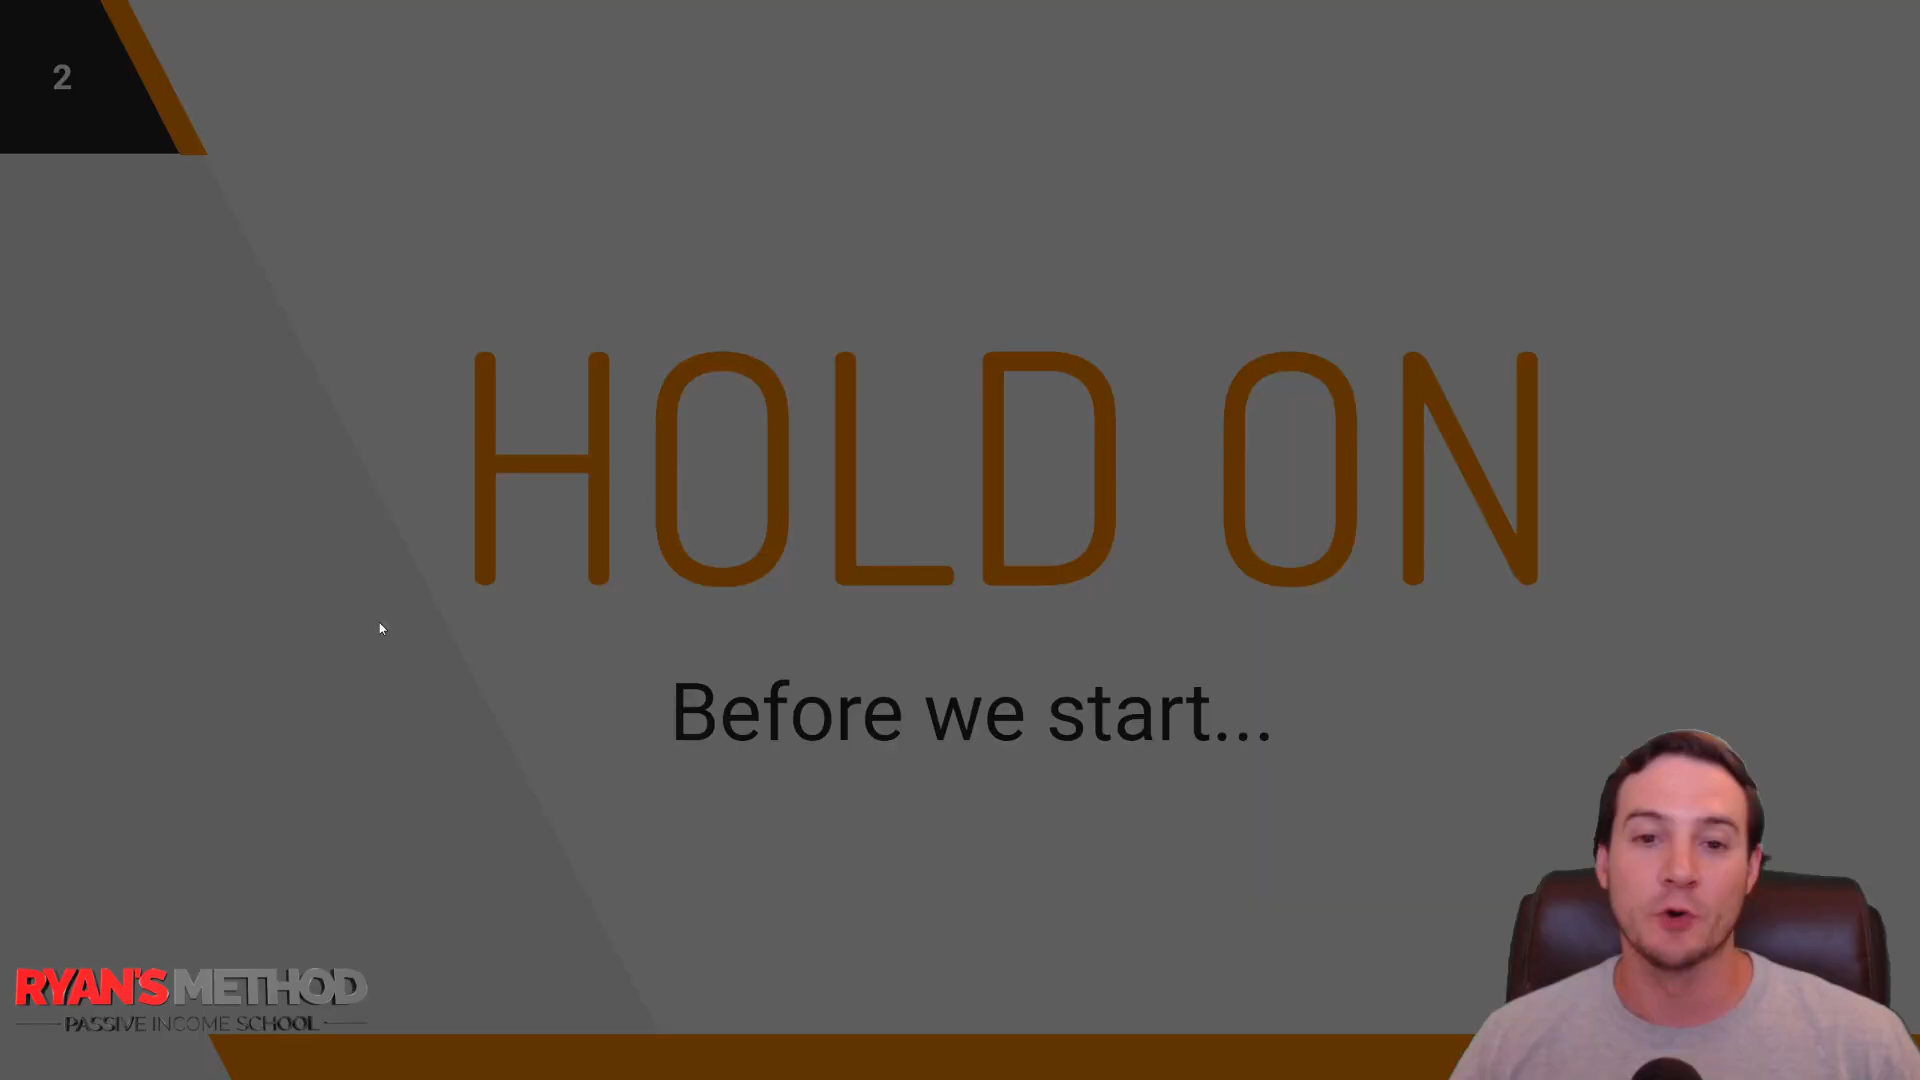 2
HOLD ON
Before we start...
RYAN'S METHOD
PASSIVE INCOME SCHOOL